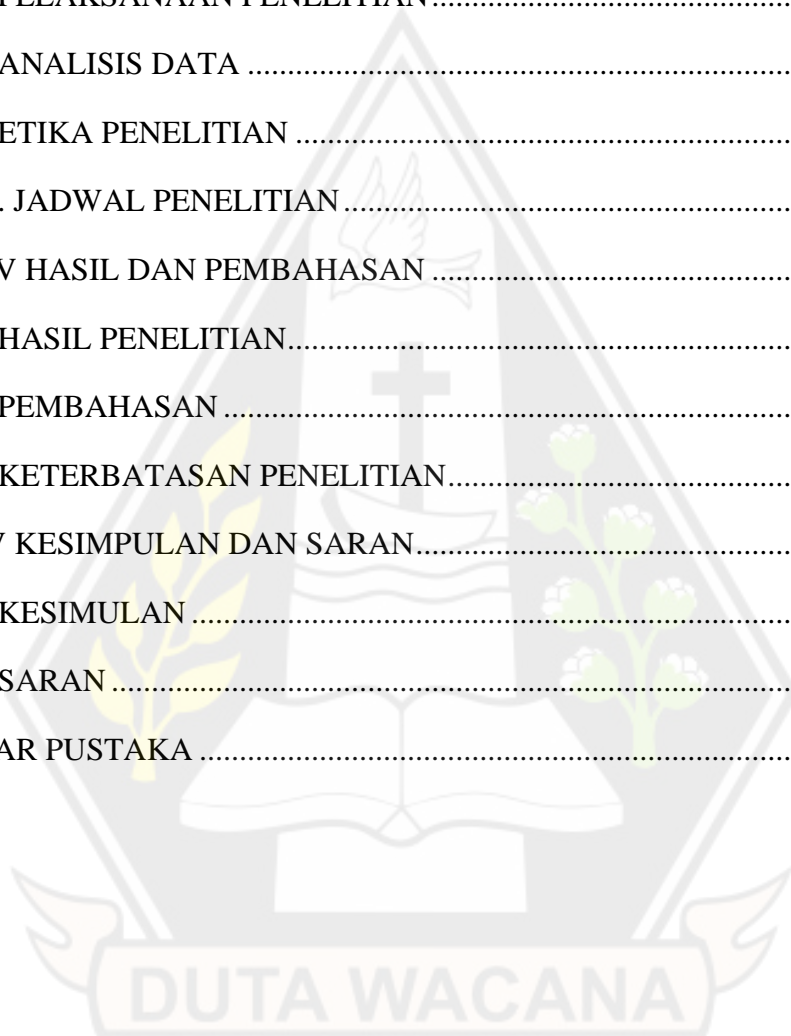 PELAKSANAAN PENELITIAN
ANALISIS DATA
ETIKA PENELITIAN
. JADWAL PENELITIAN
V HASIL DAN PEMBAHASAN
HASIL PENELITIAN
PEMBAHASAN
KETERBATASAN PENELITIAN
KESIMPULAN DAN SARAN
KESIMULAN
SARAN
AR PUSTAKA
DUTA WACANA